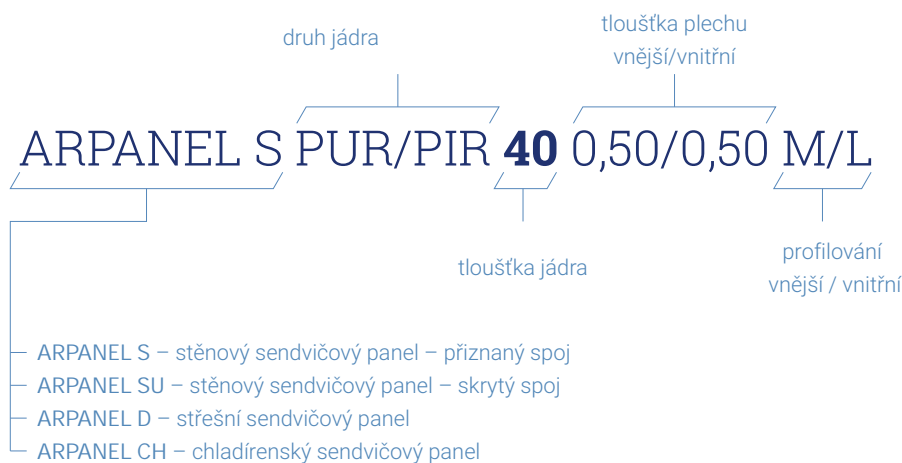 druh jádra
tloušťka plechu
vnější/vnitřní
ARPANEL S PUR/PIR 40 0,50/0,50 M/L
tloušťka jádra
profilování
vnější / vnitřní
ARPANEL S – stěnový sendvičový panel – přiznaný spoj
ARPANEL SU – stěnový sendvičový panel – skrytý spoj
ARPANEL D – střešní sendvičový panel
ARPANEL CH – chladírenský sendvičový panel